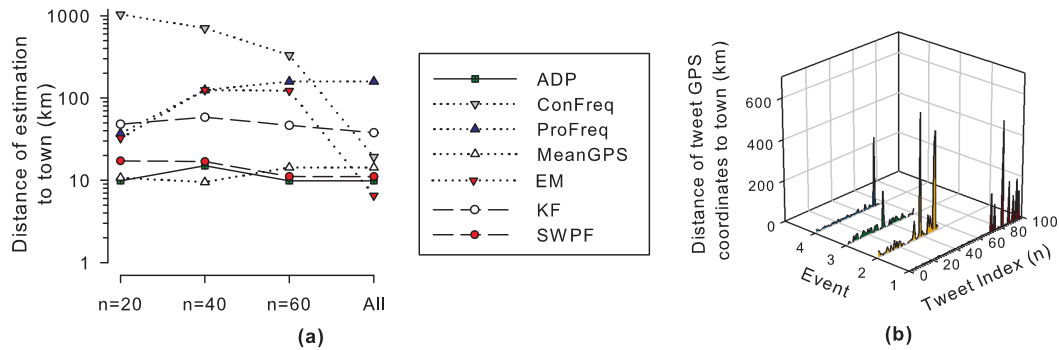 (a)
1000
100
10
1
Distance of estimation
to town (km)
n=20
n=40
n=60
All
(a)
ADP
ConFreq
ProFreq
MeanGPS
EM
KF
SWPF
(b)
Distance of tweet GPS
coordinates to town (km)
600
400
200
0
4
3
2
1
Event
0
20
40
60
80
100
Tweet Index (n)
(b)